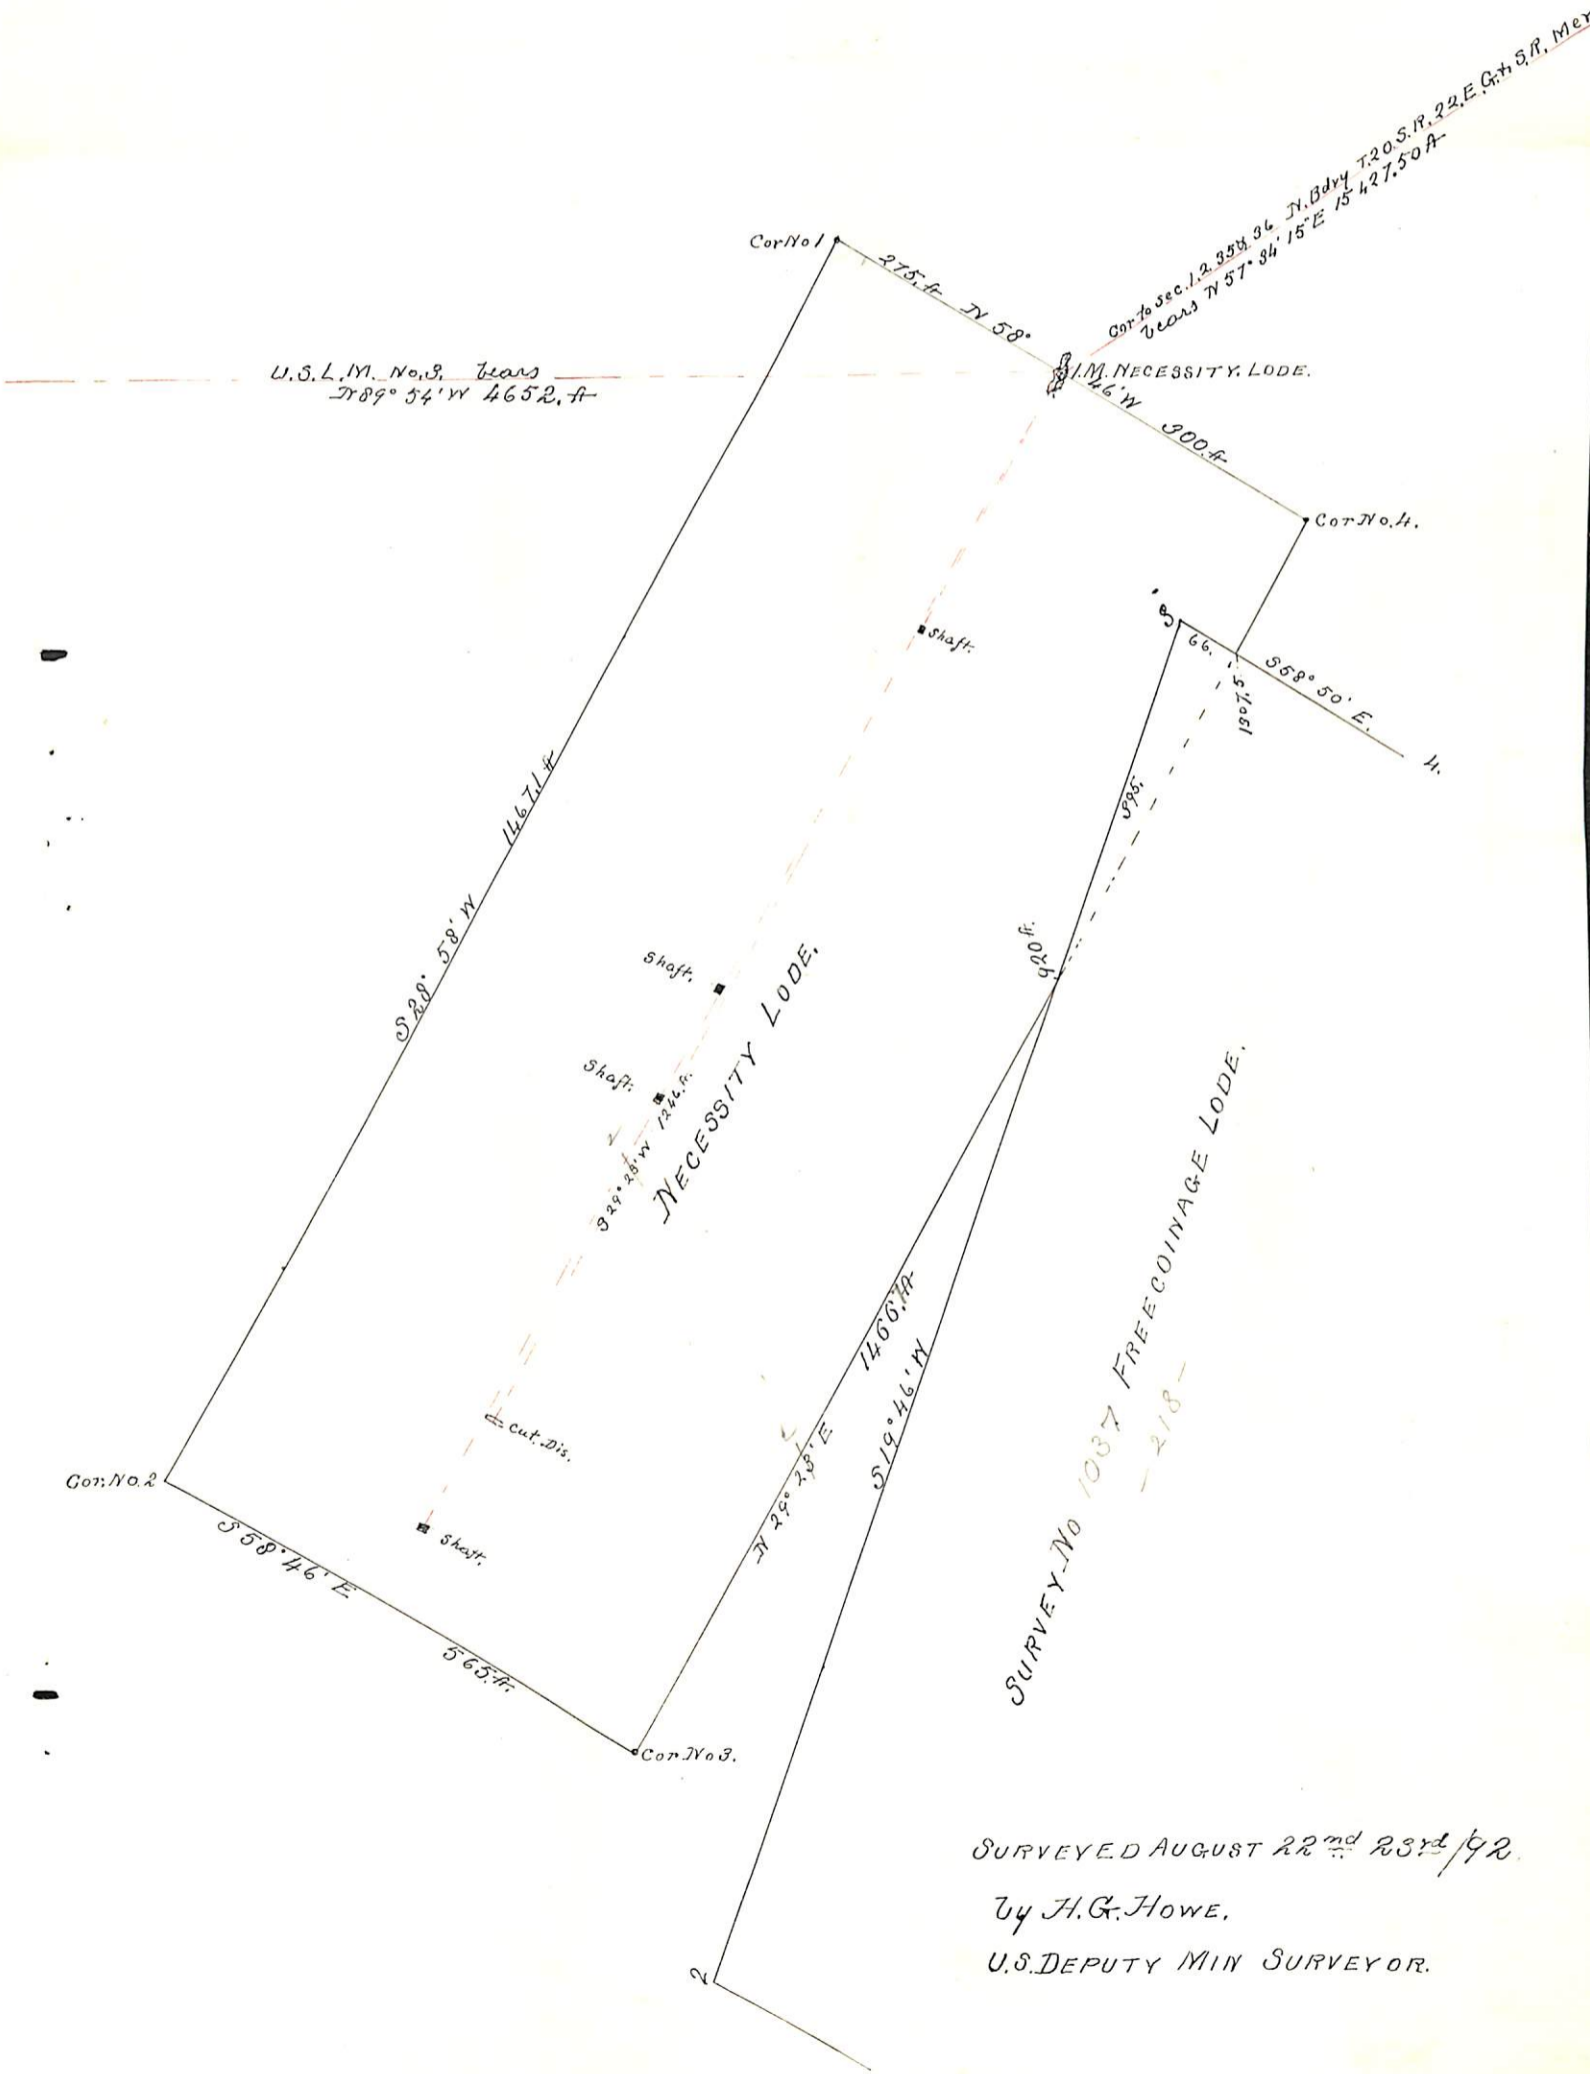 Cor to Sec. 1, 2, 35 & 36 N. Bdry T. 20. S. R. 22. E. G. & S. R. Mer
bears N 57° 34' 15" E 15427.50 ft
Cor No 1
275. ft N 58°
46' W
300. ft
I.M. NECESSITY. LODE.
U.S.L.M. No. 3. bears
N 89° 54' W 4652. ft
Cor No. 4.
3
66.
S 58° 50' E.
4.
1307.5
Shaft.
395.
1467.1 ft
S 28° 58' W
920 ft.
Shaft.
Shaft.
S 29° 28' W 1246. ft.
NECESSITY LODE.
1466.7 ft
N 29° 28' E
S 19° 46' W
SURVEY-NO 1037 FREECOINAGE LODE.
- 218 -
Cut. Dis.
Cor. No. 2
Shaft.
S 58° 46' E
565. ft.
Cor No 3.
2
SURVEYED AUGUST 22nd 23rd /92.
by H. G. HOWE.
U.S. DEPUTY MIN SURVEYOR.